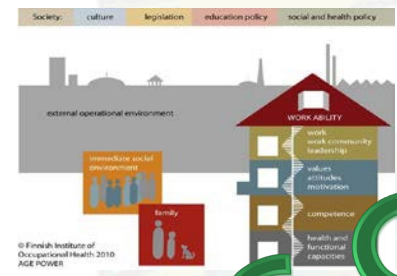 Society: culture legislation education policy social and health policy
external operational environment
WORK ABILITY
work
work community
leadership
immediate social
environment
values
attitudes
motivation
family
competence
health and
functional
capacities
© Finnish Institute of
Occupational Health 2010
AGE POWER